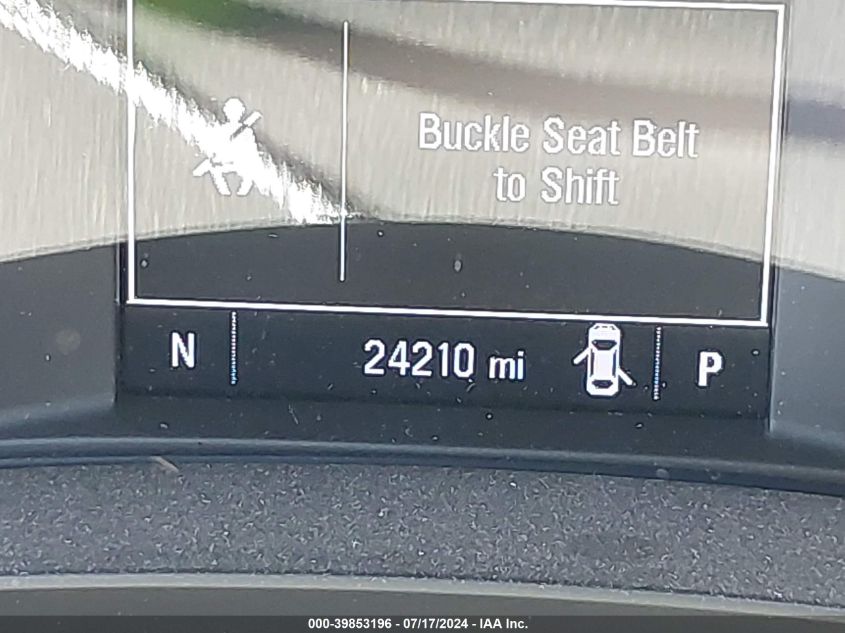 Buckle Seat Belt
to Shift
N 24210 mi P
000-39853196 - 07/17/2024 - IAA Inc.